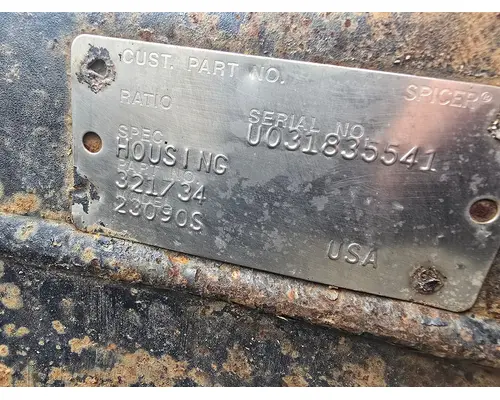 CUST. PART NO. SPICER®
RATIO SERIAL NO.
SPEC. U031835541
HOUSING
321/34
23090S
USA